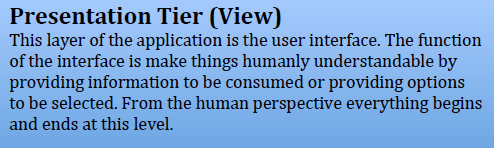 Presentation Tier (View)
This layer of the application is the user interface. The function
of the interface is make things humanly understandable by
providing information to be consumed or providing options
to be selected. From the human perspective everything begins
and ends at this level.